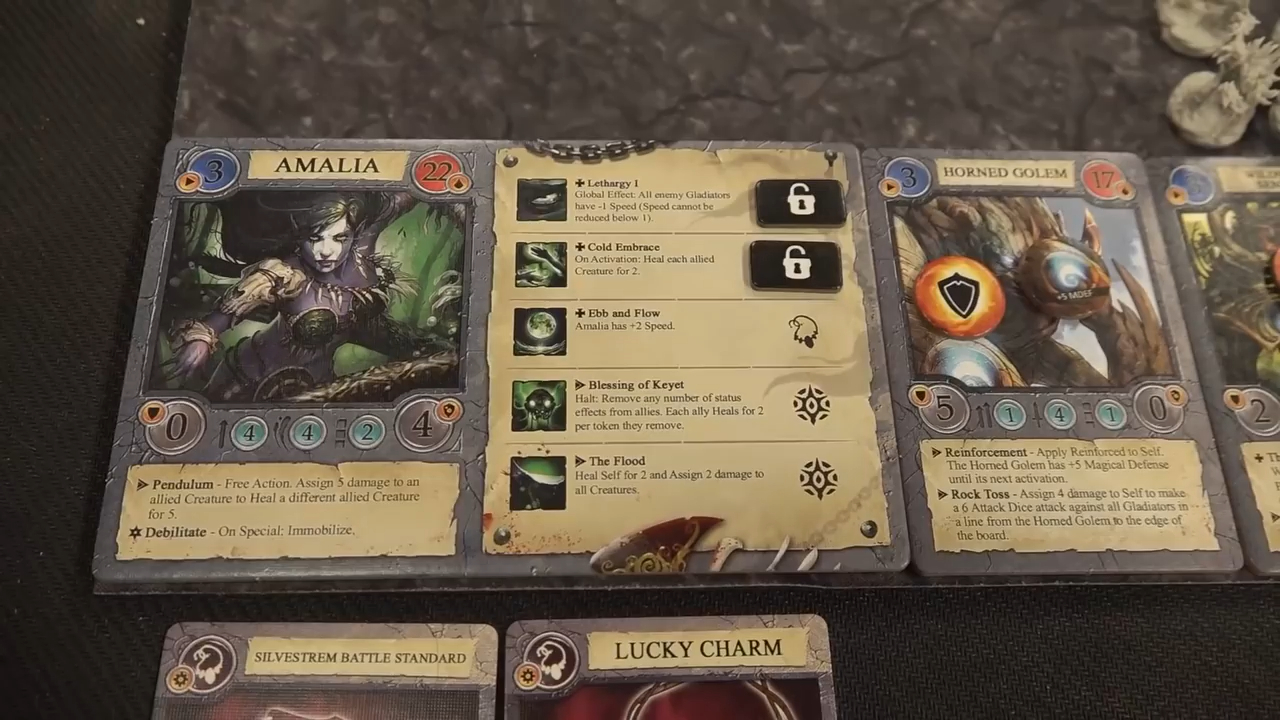 3
AMALIA
22
0
4
4
2
4
Pendulum - Free Action. Assign 5 damage to an
allied Creature to Heal a different allied Creature
for 5.
Debilitate - On Special: Immobilize.
Lethargy I
Global Effect: All enemy Gladiators
have -1 Speed (Speed cannot be
reduced below 1).
Cold Embrace
On Activation: Heal each allied
Creature for 2.
Ebb and Flow
Amalia has +2 Speed.
Blessing of Keyet
Halt: Remove any number of status
effects from allies. Each ally Heals for 2
per token they remove.
The Flood
Heal Self for 2 and Assign 2 damage to
all Creatures.
3
HORNED GOLEM
17
+5 MDEF
5
1
4
1
0
Reinforcement - Apply Reinforced to Self.
The Horned Golem has +5 Magical Defense
until its next activation.
Rock Toss - Assign 4 damage to Self to make
a 6 Attack Dice attack against all Gladiators in
a line from the Horned Golem to the edge of
the board.
2
SILVESTREM BATTLE STANDARD
LUCKY CHARM